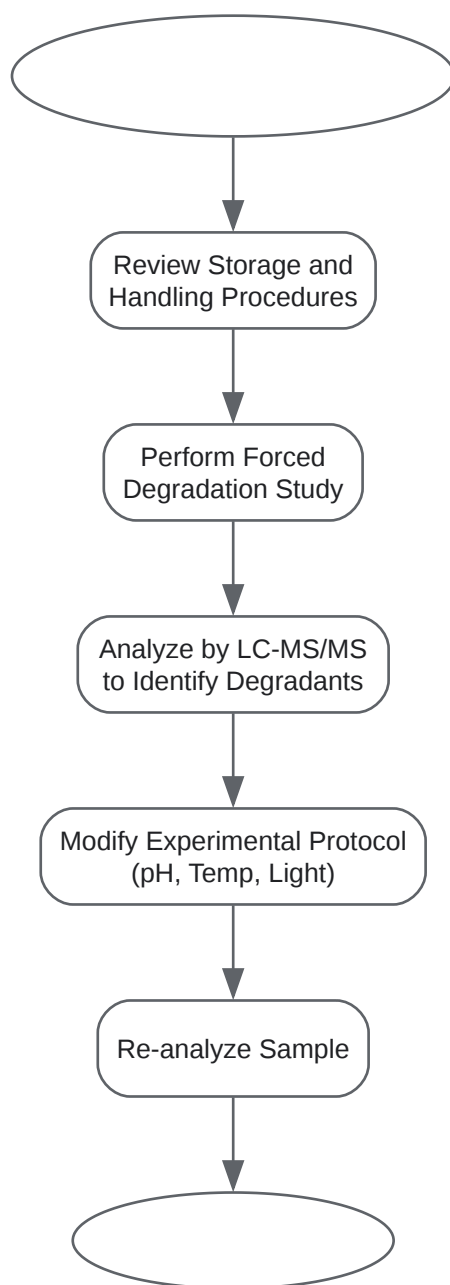 Review Storage and
Handling Procedures
Perform Forced
Degradation Study
Analyze by LC-MS/MS
to Identify Degradants
Modify Experimental Protocol
(pH, Temp, Light)
Re-analyze Sample